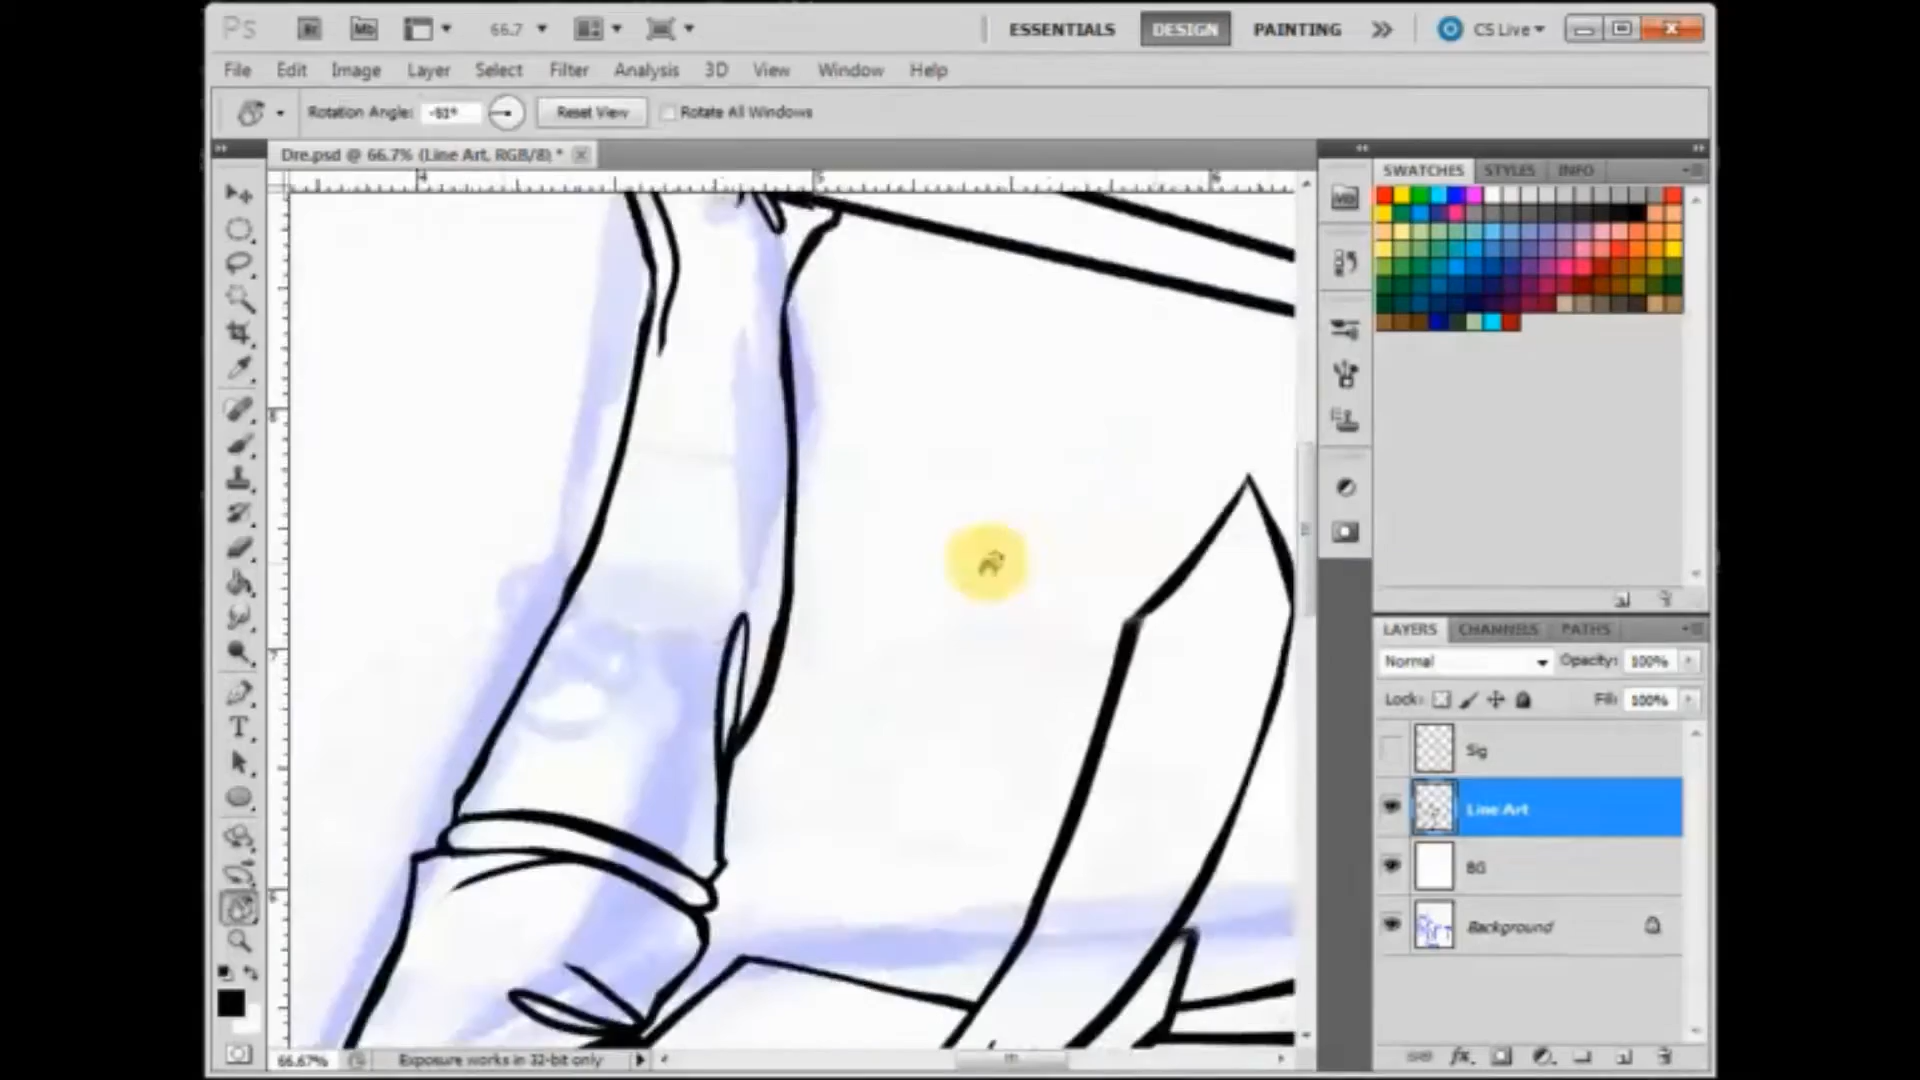 Ps Br Mb 66.7 ESSENTIALS DESIGN PAINTING CS Live
File Edit Image Layer Select Filter Analysis 3D View Window Help
Rotation Angle: Reset View Rotate All Windows
Dre.psd @ 66.7% (Line Art, RGB/8) *
SWATCHES STYLES INFO
LAYERS CHANNELS PATHS
Normal Opacity: 100%
Lock: Fill: 100%
Sig
Line Art
BG
Background
66.67% Exposure works in 32-bit only